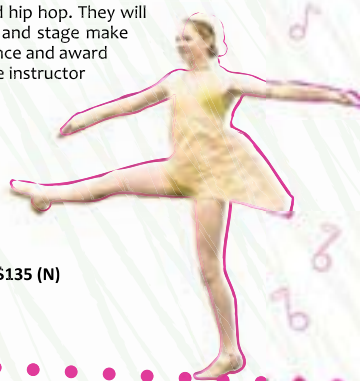 d hip hop. They will
and stage make
nce and award
e instructor
$135 (N)